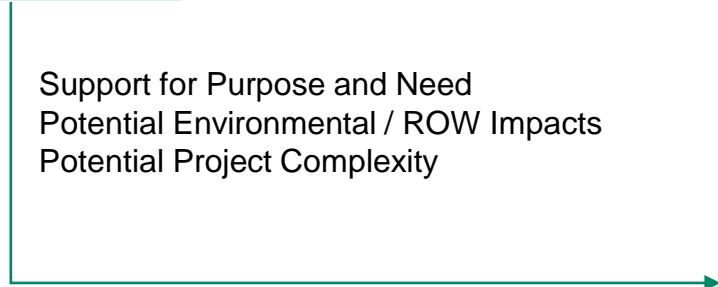 Support for Purpose and Need
Potential Environmental / ROW Impacts
Potential Project Complexity